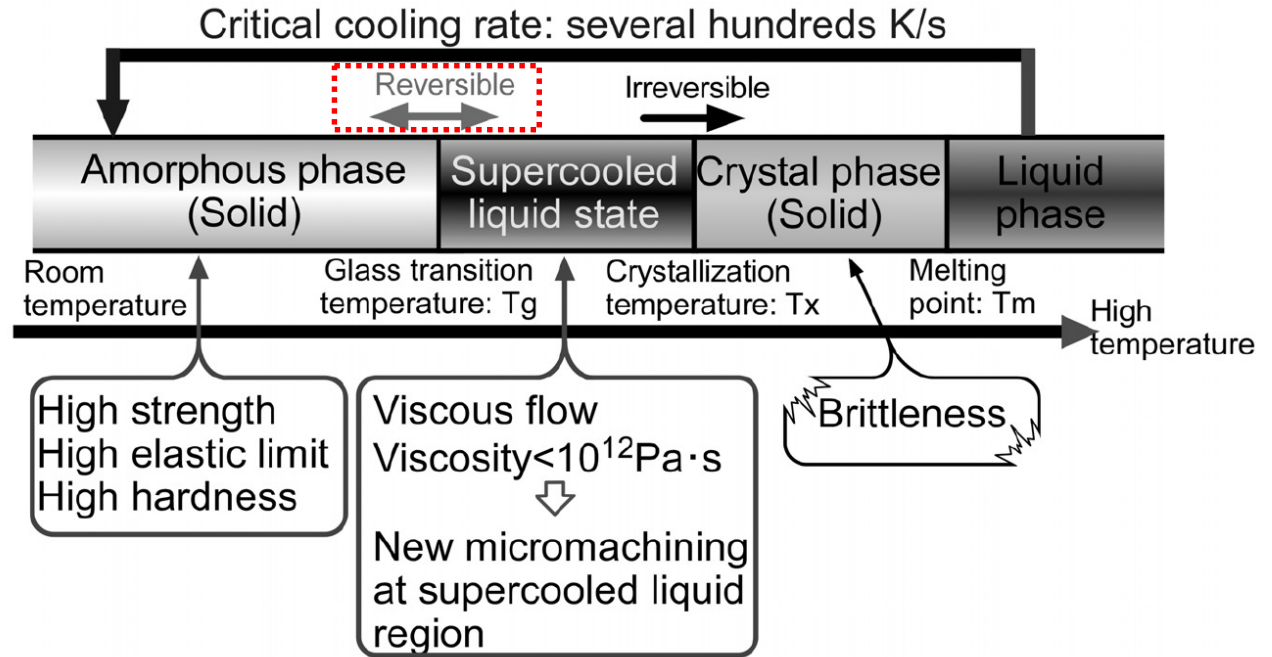 Critical cooling rate: several hundreds K/s
Reversible
Irreversible
Amorphous phase
(Solid)
Supercooled
liquid state
Crystal phase
(Solid)
Liquid
phase
Room
temperature
Glass transition
temperature: Tg
Crystallization
temperature: Tx
Melting
point: Tm
High
temperature
High strength
High elastic limit
High hardness
Viscous flow
Viscosity<10¹²Pa·s
New micromachining
at supercooled liquid
region
Brittleness